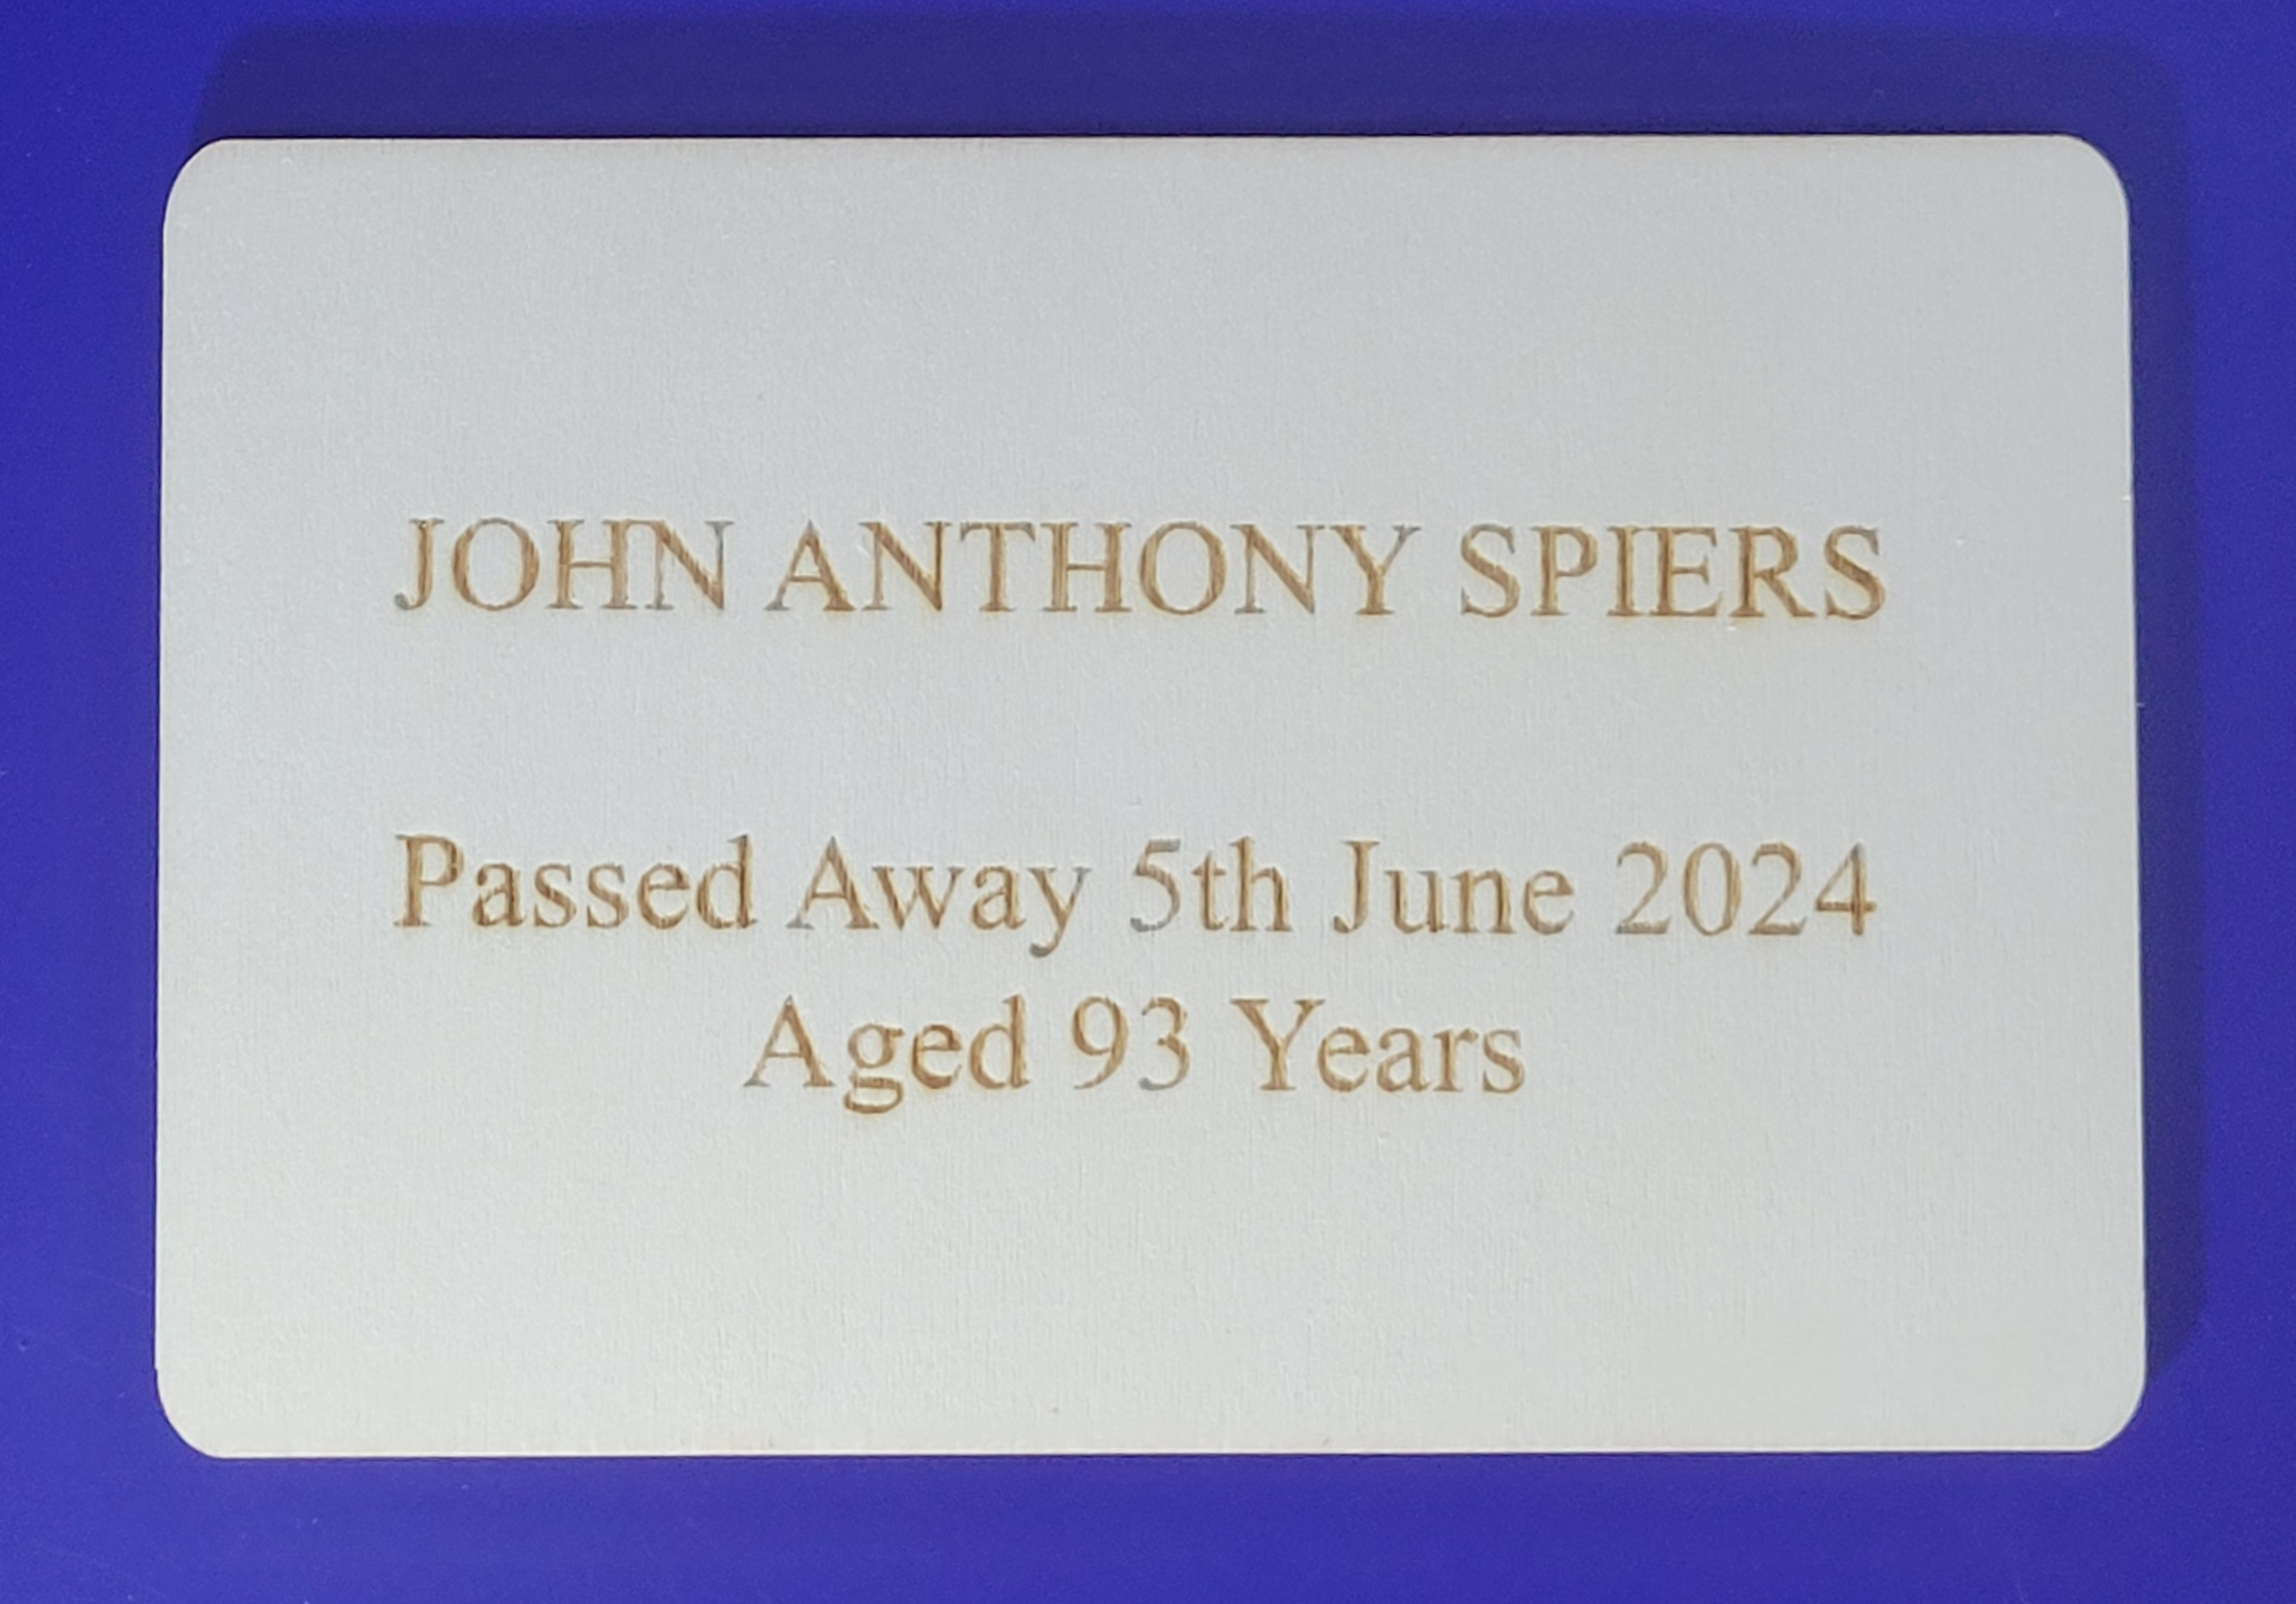 JOHN ANTHONY SPIERS
Passed Away 5th June 2024
Aged 93 Years